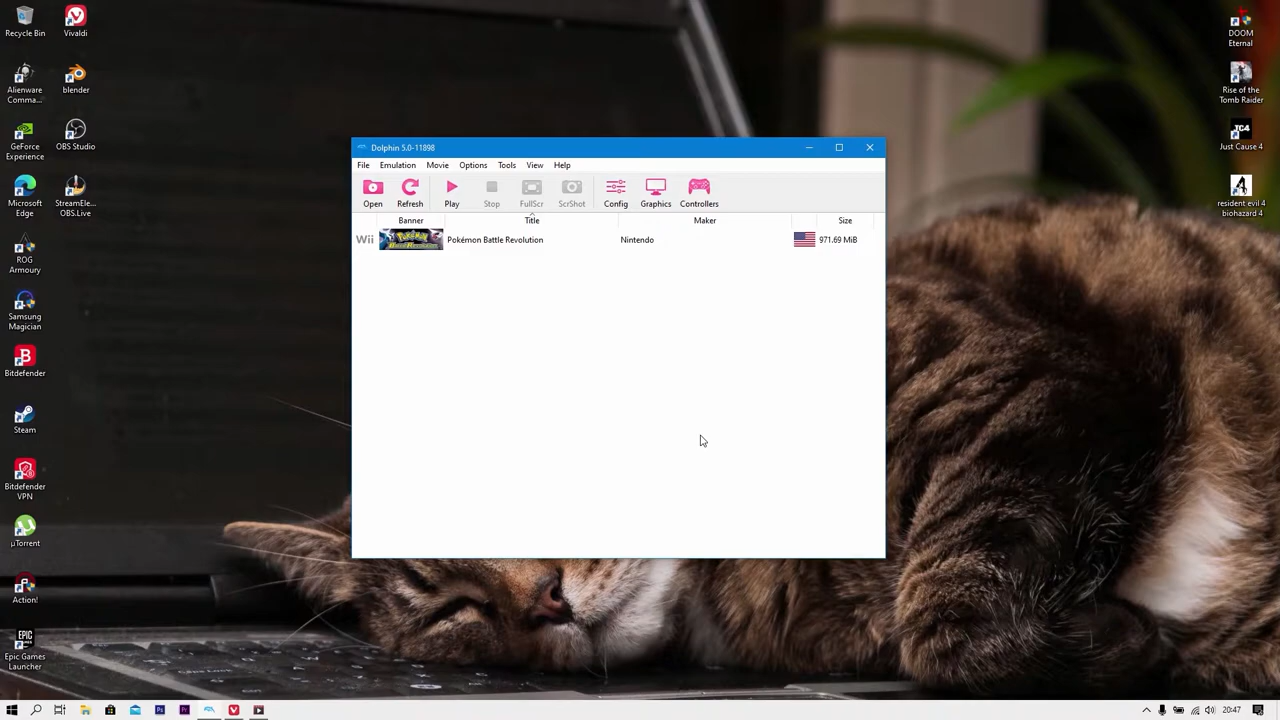 Recycle Bin
Vivaldi
Alienware
Comma...
blender
GeForce
Experience
OBS Studio
Microsoft
Edge
StreamEle...
OBS.Live
ROG
Armoury
Samsung
Magician
Bitdefender
Steam
Bitdefender
VPN
µTorrent
Action!
EPIC
GAMES
Epic Games
Launcher
Dolphin 5.0-11898
File Emulation Movie Options Tools View Help
Open Refresh Play Stop FullScr ScrShot Config Graphics Controllers
Banner Title Maker Size
Wii Pokémon Battle Revolution Nintendo 971.69 MiB
DOOM
Eternal
Rise of the
Tomb Raider
TC4
Just Cause 4
resident evil 4
biohazard 4
Ps Pr
20:47